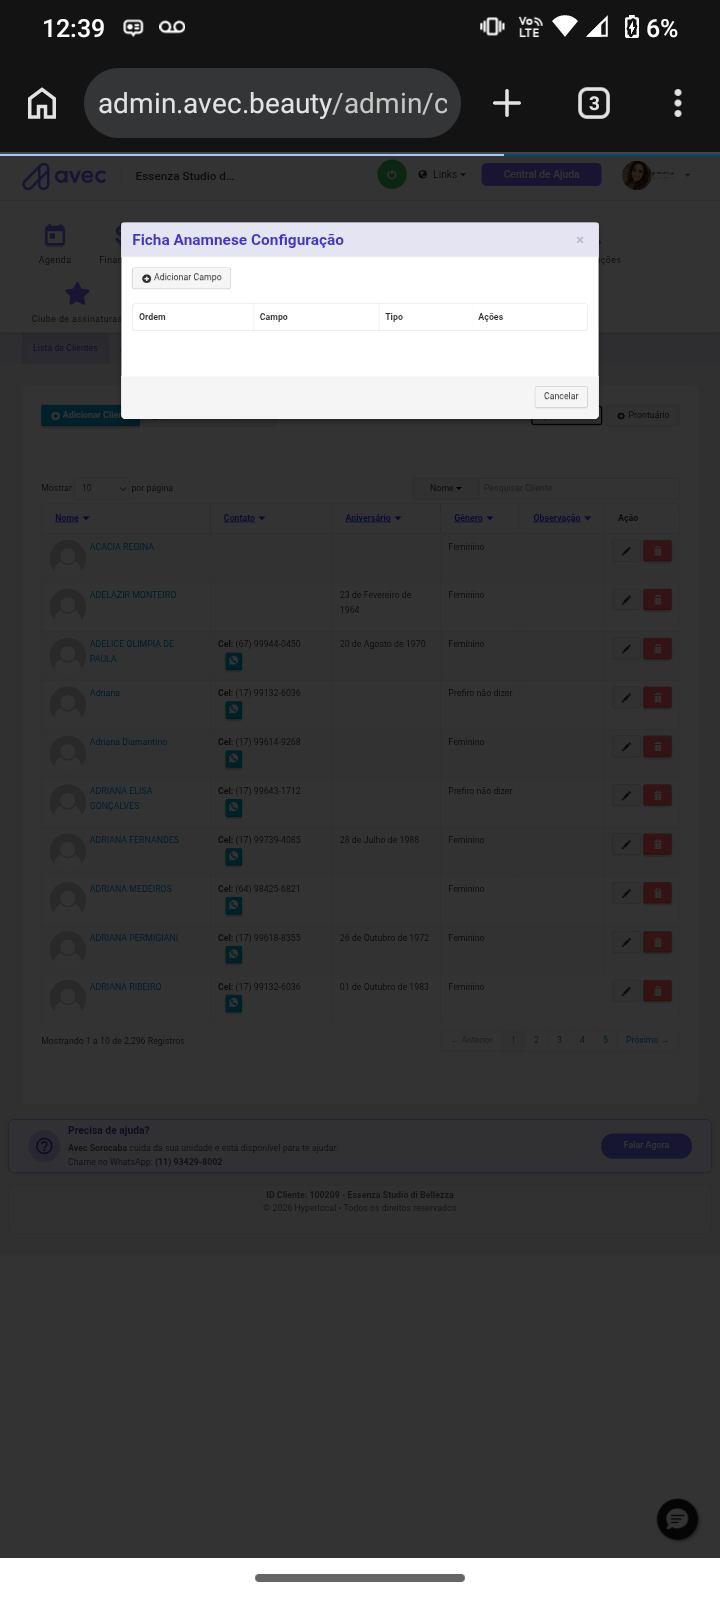 12:39
Vo LTE
6%
admin.avec.beauty/admin/c
3
avec
Essenza Studio d...
Links
Central de Ajuda
Ficha Anamnese Configuração
×
Agenda
Adicionar Campo
Ordem Campo Tipo Ações
Clube de assinaturas
Lista de Clientes
Cancelar
Prontuário
Mostrar 10 por página
Nome
Pesquisar Cliente
Nome Contato Aniversário Gênero Observação Ação
ACACIA REGINA Feminino
ADELAZIR MONTEIRO 23 de Fevereiro de Feminino
1964
ADELICE OLIMPIA DE Cel: (67) 99944-0450 20 de Agosto de 1970 Feminino
PAULA
Adriana Cel: (17) 99132-6036 Prefiro não dizer
Adriana Diamantino Cel: (17) 99614-9268 Feminino
ADRIANA ELISA Cel: (17) 99643-1712 Prefiro não dizer
GONÇALVES
ADRIANA FERNANDES Cel: (17) 99739-4085 28 de Julho de 1988 Feminino
ADRIANA MEDEIROS Cel: (64) 98425-6821 Feminino
ADRIANA PERMIGIANI Cel: (17) 99618-8355 26 de Outubro de 1972 Feminino
ADRIANA RIBEIRO Cel: (17) 99132-6036 01 de Outubro de 1983 Feminino
Mostrando 1 a 10 de 2,296 Registros
← Anterior 1 2 3 4 5 Próximo →
Precisa de ajuda?
Avec Sorocaba cuida da sua unidade e está disponível para te ajudar.
Chame no WhatsApp: (11) 93429-8002
Falar Agora
ID Cliente: 100209 - Essenza Studio di Bellezza
© 2026 Hyperlocal • Todos os direitos reservados